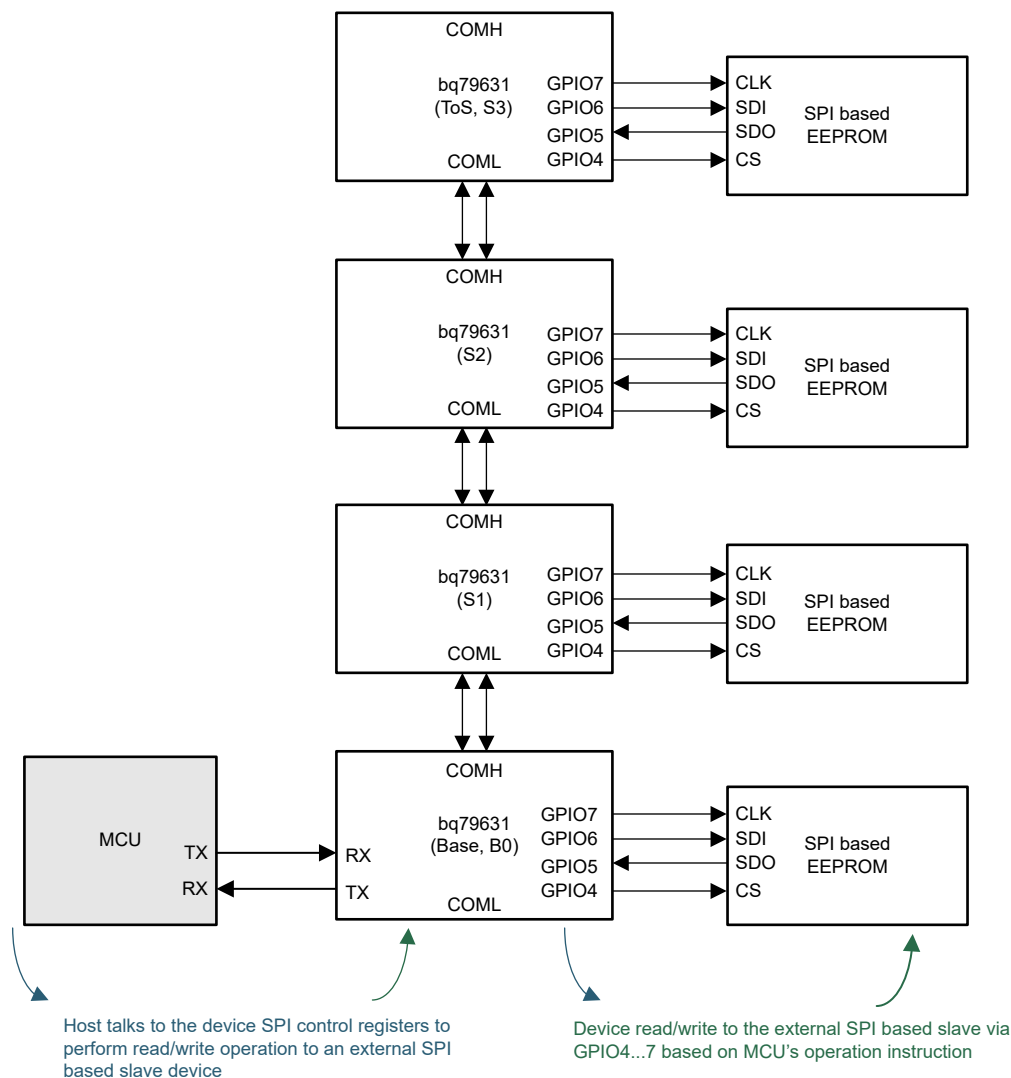 COMH
bq79631
(ToS, S3)
COML
GPIO7
GPIO6
GPIO5
GPIO4
CLK
SDI
SDO
CS
SPI based
EEPROM
COMH
bq79631
(S2)
COML
GPIO7
GPIO6
GPIO5
GPIO4
CLK
SDI
SDO
CS
SPI based
EEPROM
COMH
bq79631
(S1)
COML
GPIO7
GPIO6
GPIO5
GPIO4
CLK
SDI
SDO
CS
SPI based
EEPROM
MCU
TX
RX
COMH
bq79631
(Base, B0)
RX
TX
COML
GPIO7
GPIO6
GPIO5
GPIO4
CLK
SDI
SDO
CS
SPI based
EEPROM
Host talks to the device SPI control registers to
perform read/write operation to an external SPI
based slave device
Device read/write to the external SPI based slave via
GPIO4...7 based on MCU's operation instruction